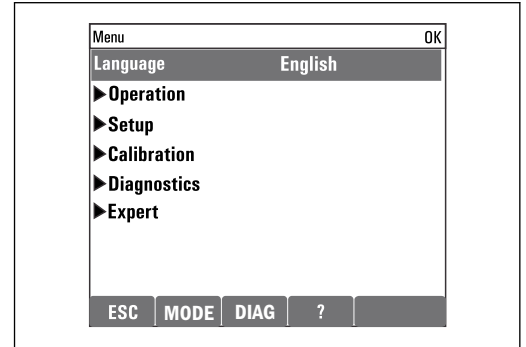 Menu OK
Language English
▶Operation
▶Setup
▶Calibration
▶Diagnostics
▶Expert
ESC MODE DIAG ?